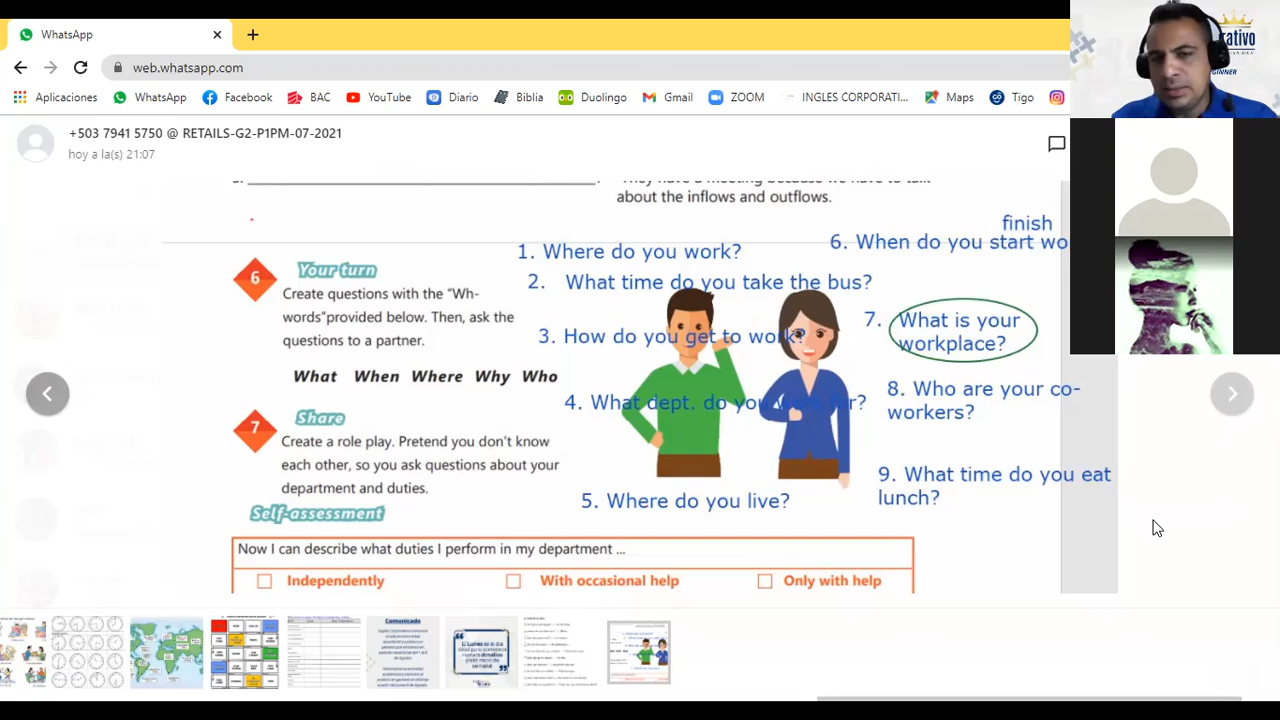 WhatsApp
web.whatsapp.com
Aplicaciones WhatsApp Facebook BAC YouTube Diario Biblia Duolingo Gmail ZOOM INGLES CORPORATI... Maps Tigo
+503 7941 5750 @ RETAILS-G2-P1PM-07-2021
hoy a la(s) 21:07
about the inflows and outflows.
finish
1. Where do you work?
6. When do you start wo
6
Your turn
Create questions with the "Wh-
words"provided below. Then, ask the
questions to a partner.
What When Where Why Who
2. What time do you take the bus?
3. How do you get to work?
7. What is your
workplace?
4. What dept. do you work for?
8. Who are your co-
workers?
7
Share
Create a role play. Pretend you don't know
each other, so you ask questions about your
department and duties.
5. Where do you live?
9. What time do you eat
lunch?
Self-assessment
Now I can describe what duties I perform in my department ...
Independently With occasional help Only with help
Comunicado